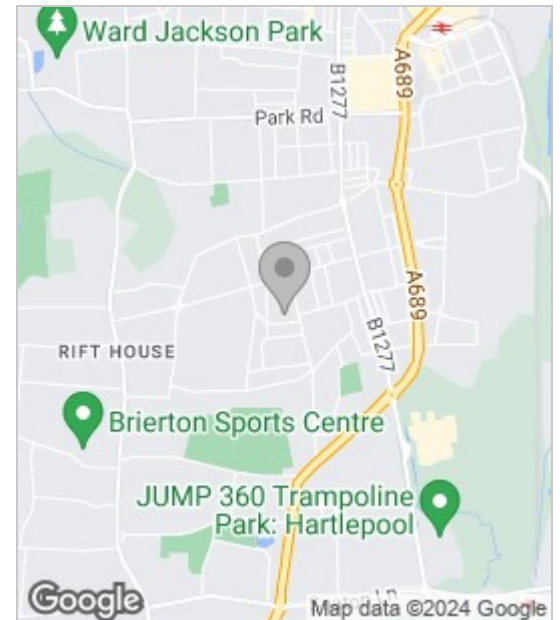 Ward Jackson Park
A689
B1277
Park Rd
A689
B1277
RIFT HOUSE
Brierton Sports Centre
JUMP 360 Trampoline
Park: Hartlepool
Google
Map data ©2024 Google